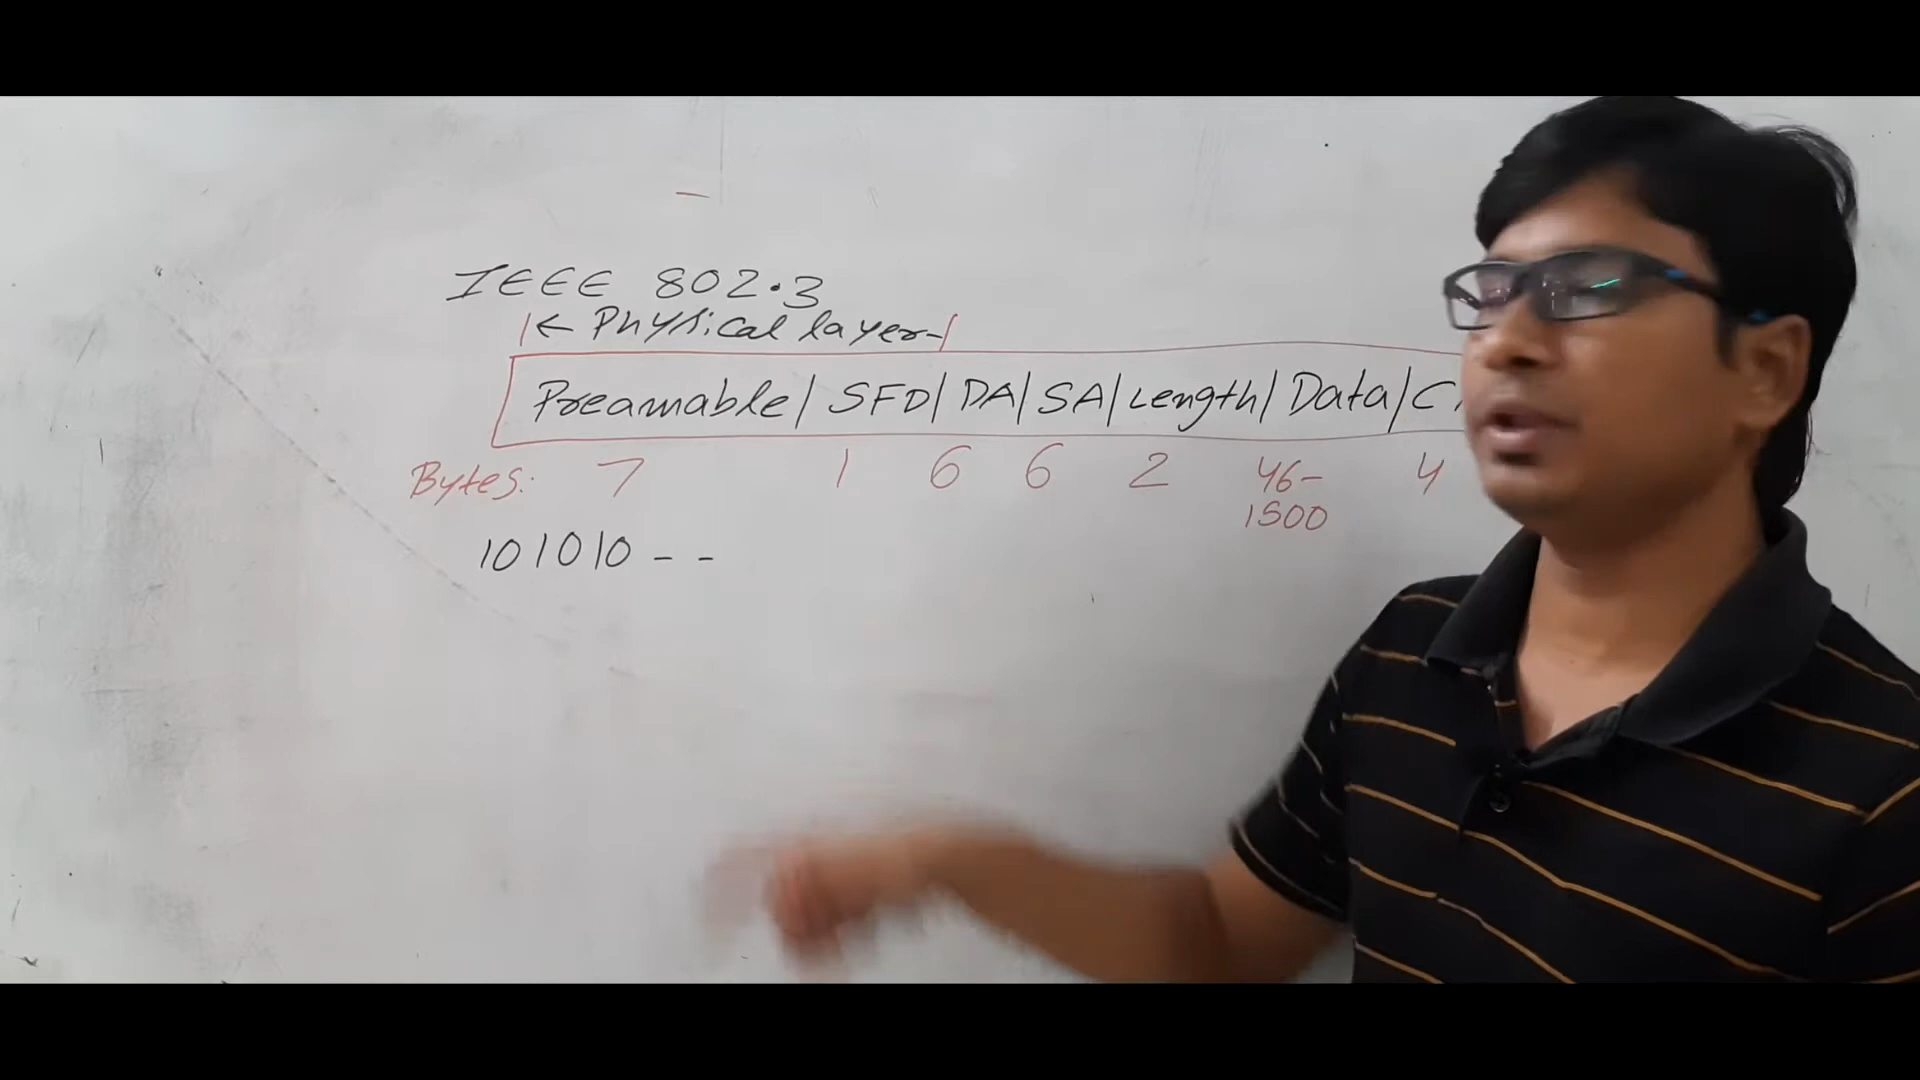 IEEE 802.3
|← Physical layer-|
Preamable| SFD| DA| SA| Length| Data| C
Bytes: 7 1 6 6 2 46-1500 4
101010 - -